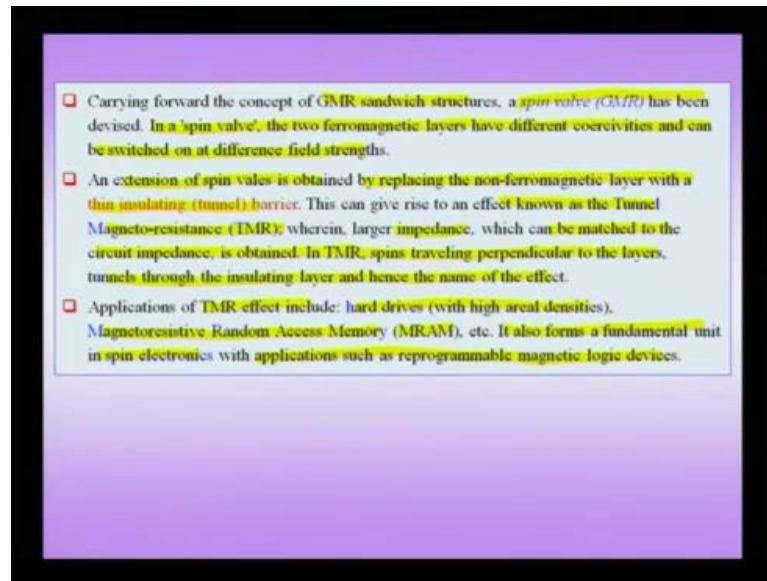 Carrying forward the concept of GMR sandwich structures, a spin valve (GMR) has been
devised. In a 'spin valve', the two ferromagnetic layers have different coercivities and can
be switched on at difference field strengths.
An extension of spin vales is obtained by replacing the non-ferromagnetic layer with a
thin insulating (tunnel) barrier. This can give rise to an effect known as the Tunnel
Magneto-resistance (TMR); wherein, larger impedance, which can be matched to the
circuit impedance, is obtained. In TMR, spins traveling perpendicular to the layers,
tunnels through the insulating layer and hence the name of the effect.
Applications of TMR effect include: hard drives (with high areal densities),
Magnetoresistive Random Access Memory (MRAM), etc. It also forms a fundamental unit
in spin electronics with applications such as reprogrammable magnetic logic devices.